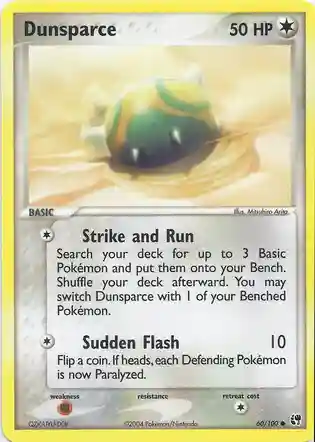 Dunsparce 50 HP
Illus. Mitsuhiro Arita
BASIC
Strike and Run
Search your deck for up to 3 Basic
Pokémon and put them onto your Bench.
Shuffle your deck afterward. You may
switch Dunsparce with 1 of your Benched
Pokémon.
Sudden Flash 10
Flip a coin. If heads, each Defending Pokémon
is now Paralyzed.
weakness resistance retreat cost
©2004 Pokémon/Nintendo 60/100